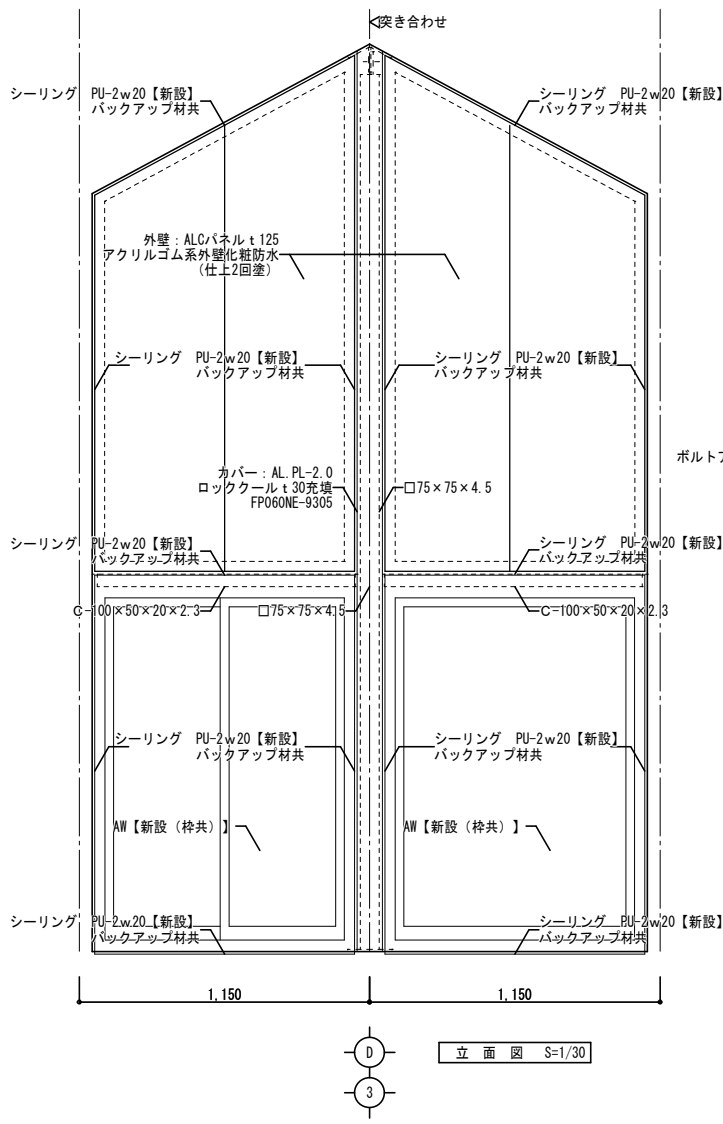 突き合わせ
シーリング PU-2w20【新設】
バックアップ材共
シーリング PU-2w20【新設】
バックアップ材共
外壁：ALCパネルｔ125
アクリルゴム系外壁化粧防水
(仕上2回塗)
シーリング PU-2w20【新設】
バックアップ材共
シーリング PU-2w20【新設】
バックアップ材共
ボルト
カバー：AL.PL-2.0
ロッククールｔ30充填
FP060NE-9305
□75×75×4.5
シーリング PU-2w20【新設】
バックアップ材共
シーリング PU-2w20【新設】
バックアップ材共
C-100×50×20×2.3
□75×75×4.5
C-100×50×20×2.3
シーリング PU-2w20【新設】
バックアップ材共
シーリング PU-2w20【新設】
バックアップ材共
AW【新設（枠共）】
AW【新設（枠共）】
シーリング PU-2w20【新設】
バックアップ材共
シーリング PU-2w20【新設】
バックアップ材共
1,150
1,150
D
立面図 S=1/30
3